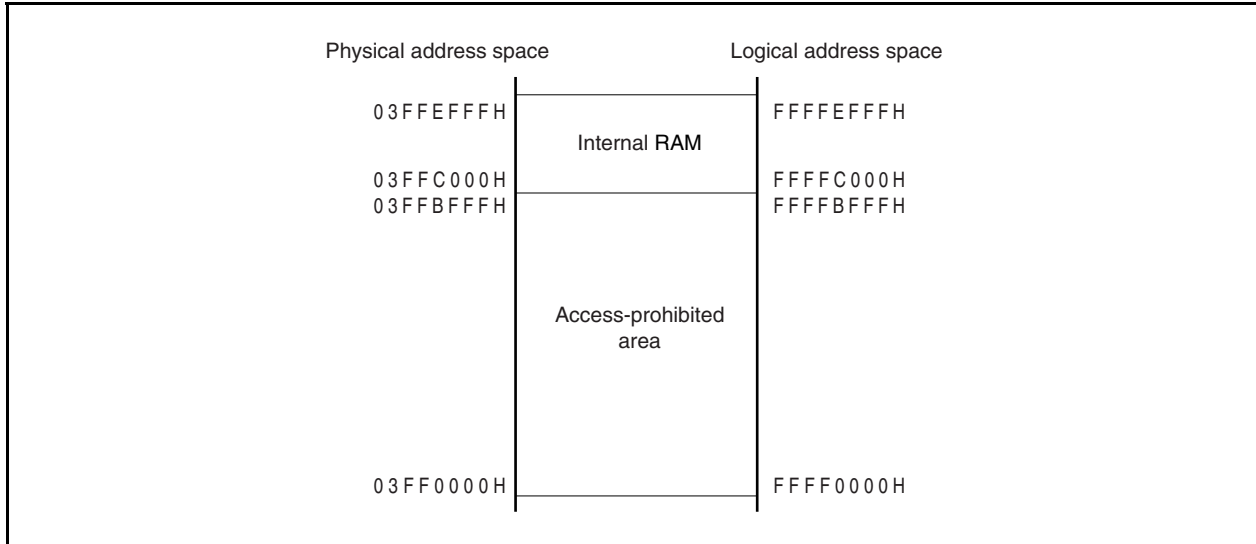 Physical address space
Logical address space
03FFEFFFH
FFFFEFFFH
Internal RAM
03FFC000H
FFFFC000H
03FFBFFFH
FFFFBFFFH
Access-prohibited
area
03FF0000H
FFFF0000H